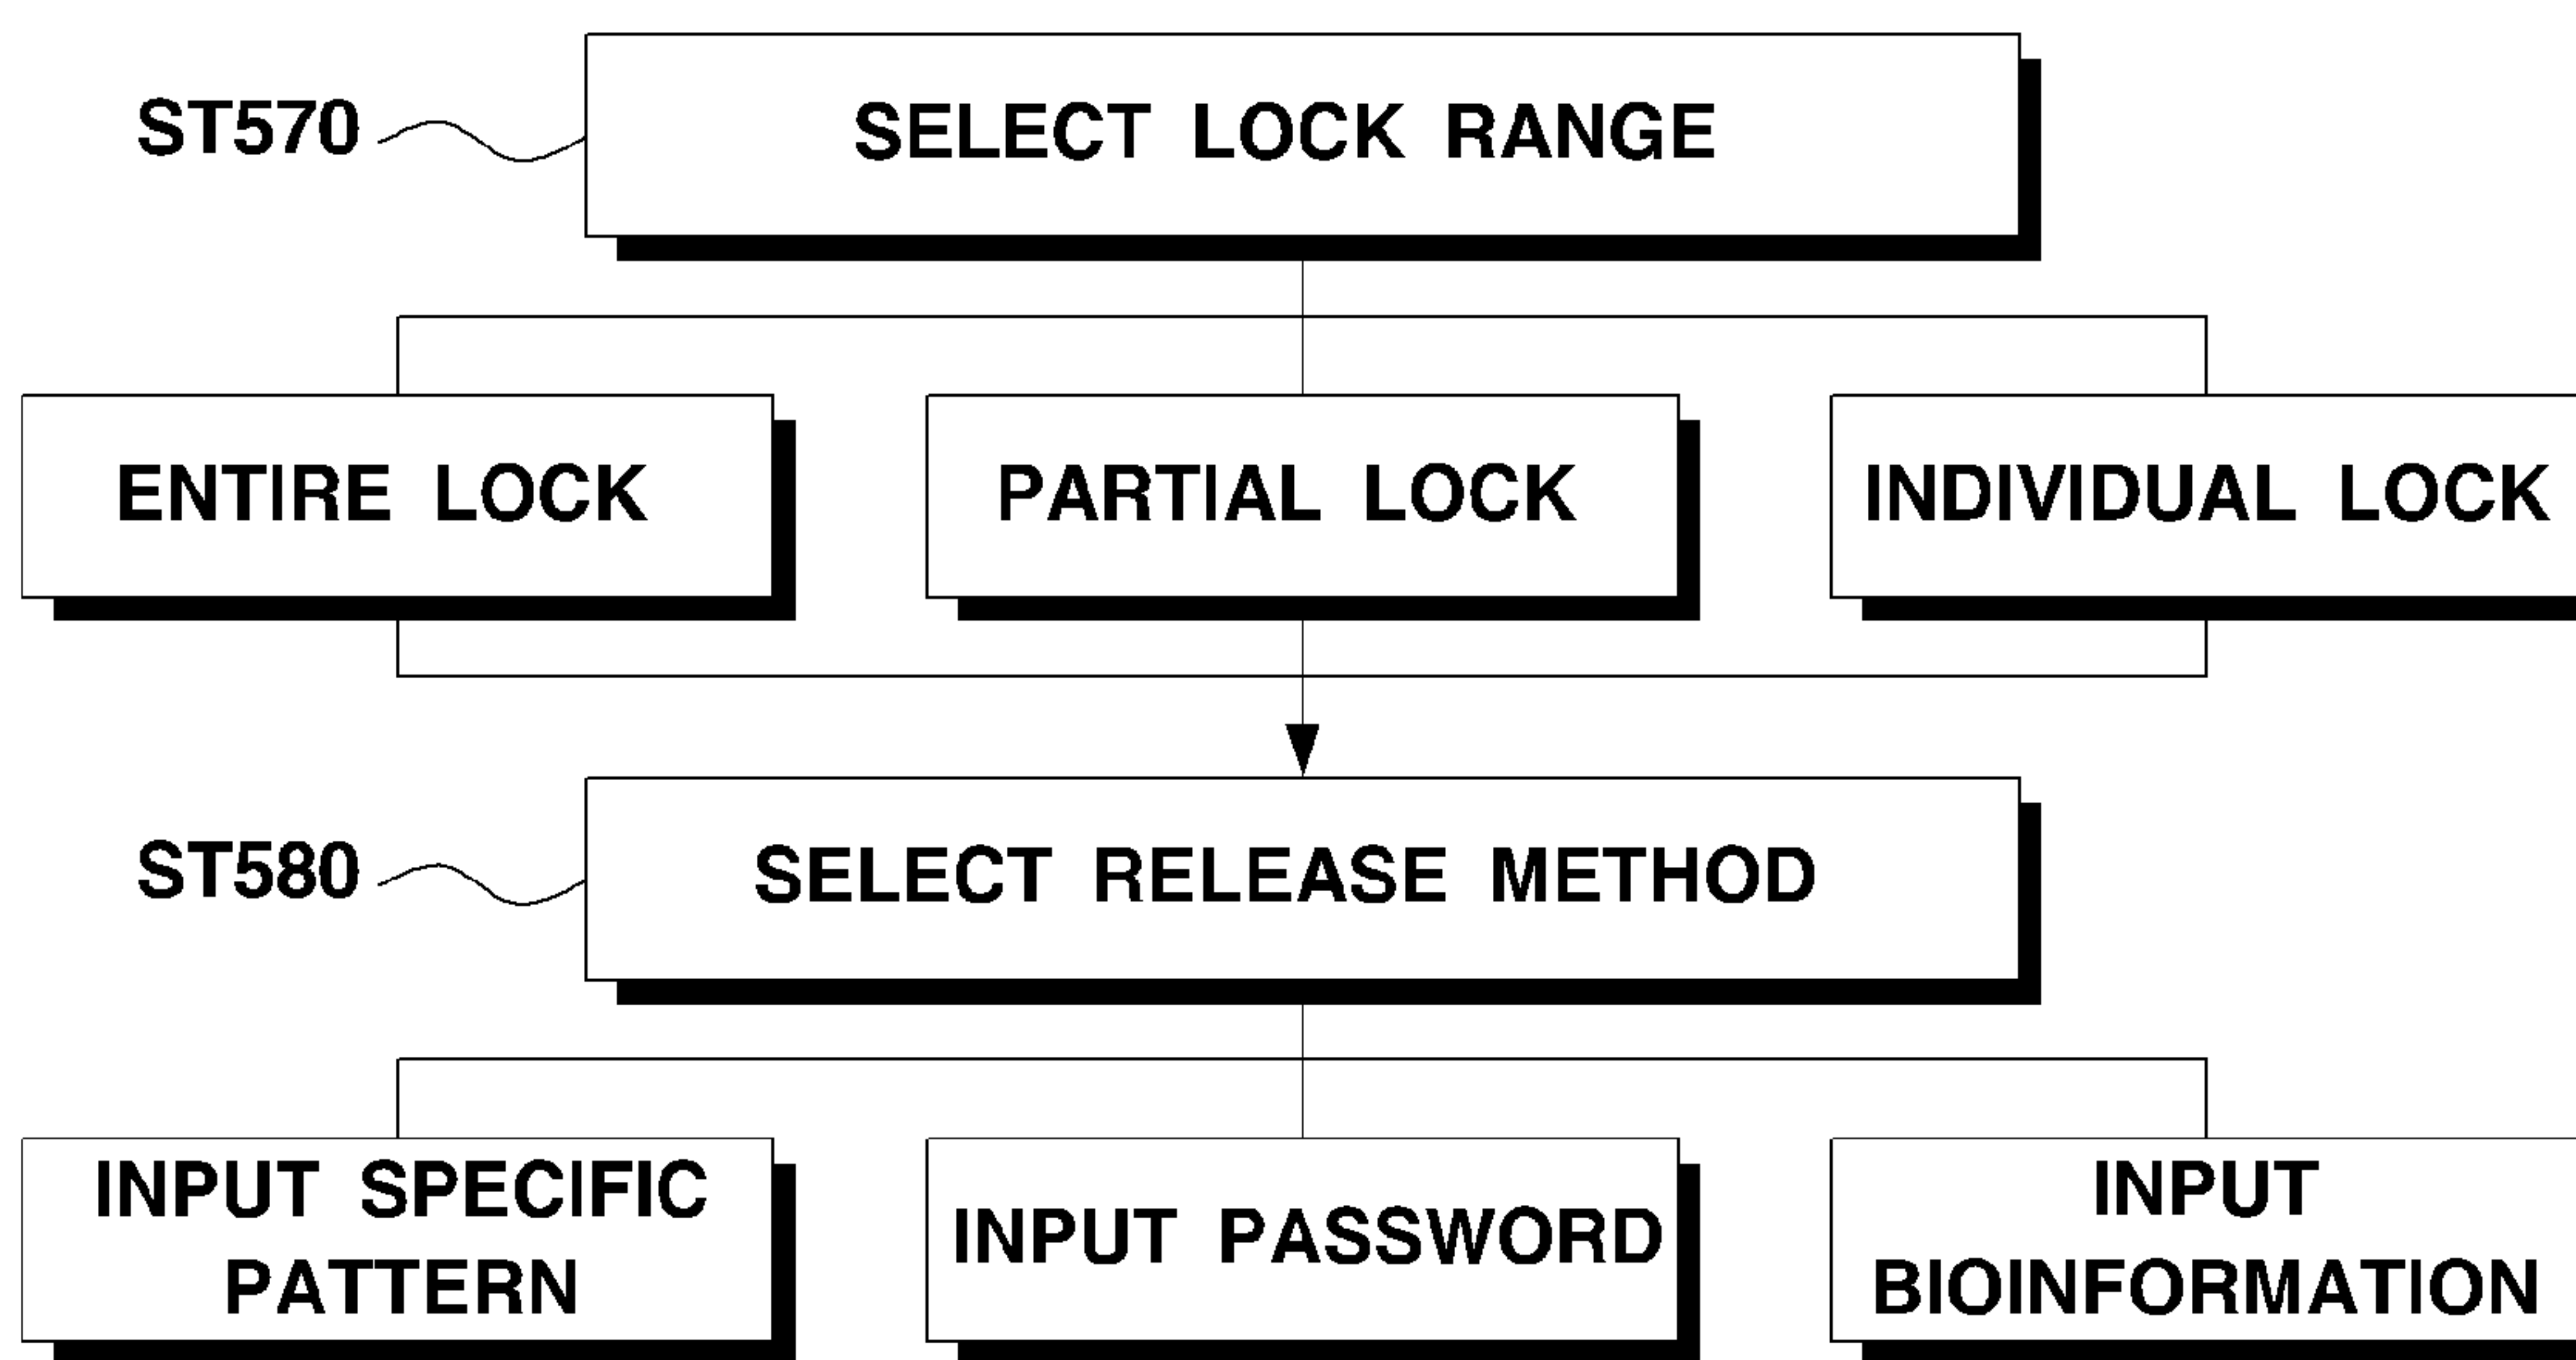 ST570
SELECT LOCK RANGE
ENTIRE LOCK
PARTIAL LOCK
INDIVIDUAL LOCK
ST580
SELECT RELEASE METHOD
INPUT SPECIFIC
PATTERN
INPUT PASSWORD
INPUT
BIOINFORMATION